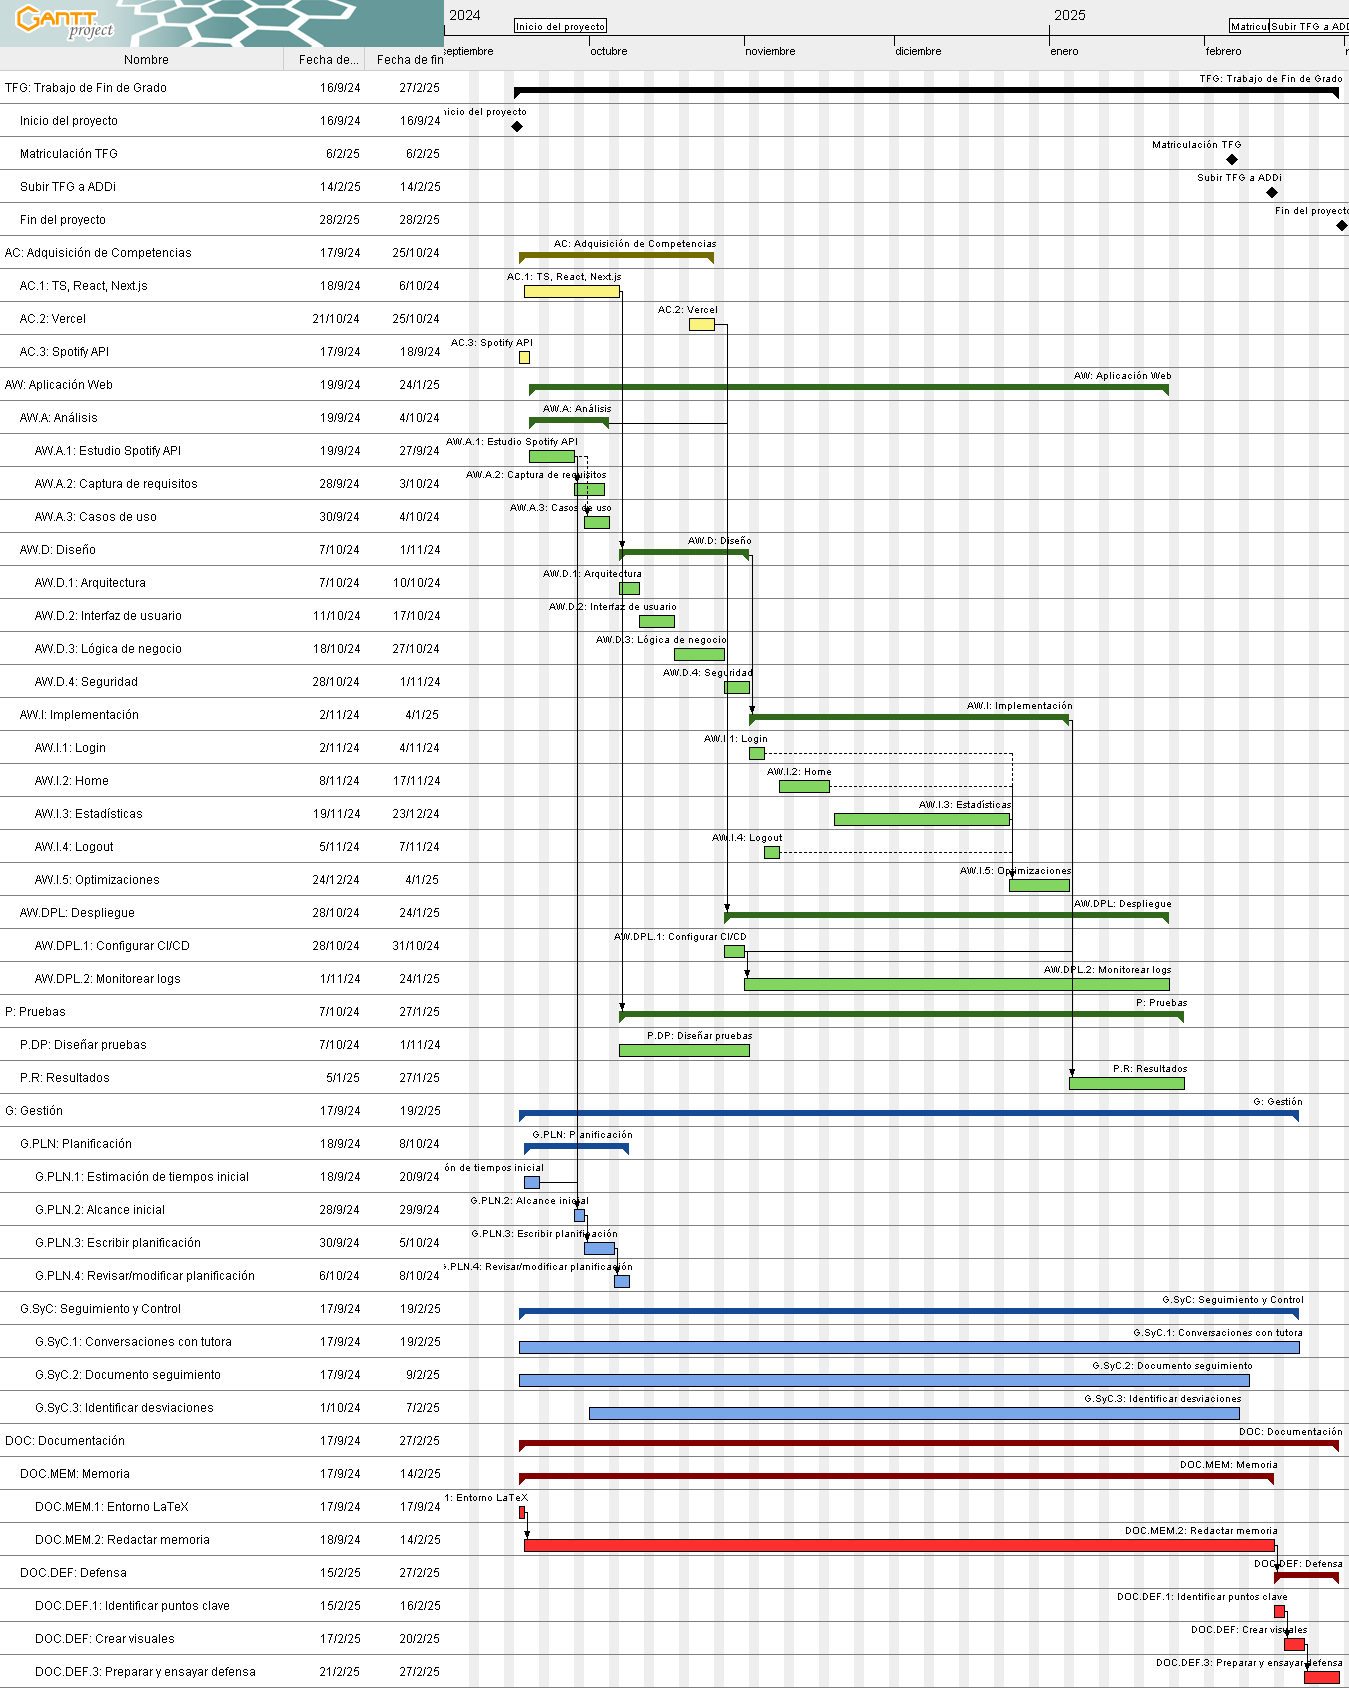 GANTT project
2024
2025
Inicio del proyecto
Matricul
Subir TFG a ADD
septiembre
octubre
noviembre
diciembre
enero
febrero
Nombre
Fecha de...
Fecha de fin
TFG: Trabajo de Fin de Grado 16/9/24 27/2/25 TFG: Trabajo de Fin de Grado
Inicio del proyecto 16/9/24 16/9/24 nicio del proyecto
Matriculación TFG 6/2/25 6/2/25 Matriculación TFG
Subir TFG a ADDi 14/2/25 14/2/25 Subir TFG a ADDi
Fin del proyecto 28/2/25 28/2/25 Fin del proyecto
AC: Adquisición de Competencias 17/9/24 25/10/24 AC: Adquisición de Competencias
AC.1: TS, React, Next.js 18/9/24 6/10/24 AC.1: TS, React, Next.js
AC.2: Vercel 21/10/24 25/10/24 AC.2: Vercel
AC.3: Spotify API 17/9/24 18/9/24 AC.3: Spotify API
AW: Aplicación Web 19/9/24 24/1/25 AW: Aplicación Web
AW.A: Análisis 19/9/24 4/10/24 AW.A: Análisis
AW.A.1: Estudio Spotify API 19/9/24 27/9/24 AW.A.1: Estudio Spotify API
AW.A.2: Captura de requisitos 28/9/24 3/10/24 AW.A.2: Captura de requisitos
AW.A.3: Casos de uso 30/9/24 4/10/24 AW.A.3: Casos de uso
AW.D: Diseño 7/10/24 1/11/24 AW.D: Diseño
AW.D.1: Arquitectura 7/10/24 10/10/24 AW.D.1: Arquitectura
AW.D.2: Interfaz de usuario 11/10/24 17/10/24 AW.D.2: Interfaz de usuario
AW.D.3: Lógica de negocio 18/10/24 27/10/24 AW.D.3: Lógica de negocio
AW.D.4: Seguridad 28/10/24 1/11/24 AW.D.4: Seguridad
AW.I: Implementación 2/11/24 4/1/25 AW.I: Implementación
AW.I.1: Login 2/11/24 4/11/24 AW.I.1: Login
AW.I.2: Home 8/11/24 17/11/24 AW.I.2: Home
AW.I.3: Estadísticas 19/11/24 23/12/24 AW.I.3: Estadísticas
AW.I.4: Logout 5/11/24 7/11/24 AW.I.4: Logout
AW.I.5: Optimizaciones 24/12/24 4/1/25 AW.I.5: Optimizaciones
AW.DPL: Despliegue 28/10/24 24/1/25 AW.DPL: Despliegue
AW.DPL.1: Configurar CI/CD 28/10/24 31/10/24 AW.DPL.1: Configurar CI/CD
AW.DPL.2: Monitorear logs 1/11/24 24/1/25 AW.DPL.2: Monitorear logs
P: Pruebas 7/10/24 27/1/25 P: Pruebas
P.DP: Diseñar pruebas 7/10/24 1/11/24 P.DP: Diseñar pruebas
P.R: Resultados 5/1/25 27/1/25 P.R: Resultados
G: Gestión 17/9/24 19/2/25 G: Gestión
G.PLN: Planificación 18/9/24 8/10/24 G.PLN: Planificación
G.PLN.1: Estimación de tiempos inicial 18/9/24 20/9/24 ón de tiempos inicial
G.PLN.2: Alcance inicial 28/9/24 29/9/24 G.PLN.2: Alcance inicial
G.PLN.3: Escribir planificación 30/9/24 5/10/24 G.PLN.3: Escribir planificación
G.PLN.4: Revisar/modificar planificación 6/10/24 8/10/24 .PLN.4: Revisar/modificar planificación
G.SyC: Seguimiento y Control 17/9/24 19/2/25 G.SyC: Seguimiento y Control
G.SyC.1: Conversaciones con tutora 17/9/24 19/2/25 G.SyC.1: Conversaciones con tutora
G.SyC.2: Documento seguimiento 17/9/24 9/2/25 G.SyC.2: Documento seguimiento
G.SyC.3: Identificar desviaciones 1/10/24 7/2/25 G.SyC.3: Identificar desviaciones
DOC: Documentación 17/9/24 27/2/25 DOC: Documentación
DOC.MEM: Memoria 17/9/24 14/2/25 DOC.MEM: Memoria
DOC.MEM.1: Entorno LaTeX 17/9/24 17/9/24 1: Entorno LaTeX
DOC.MEM.2: Redactar memoria 18/9/24 14/2/25 DOC.MEM.2: Redactar memoria
DOC.DEF: Defensa 15/2/25 27/2/25 DOC.DEF: Defensa
DOC.DEF.1: Identificar puntos clave 15/2/25 16/2/25 DOC.DEF.1: Identificar puntos clave
DOC.DEF: Crear visuales 17/2/25 20/2/25 DOC.DEF: Crear visuales
DOC.DEF.3: Preparar y ensayar defensa 21/2/25 27/2/25 DOC.DEF.3: Preparar y ensayar defensa